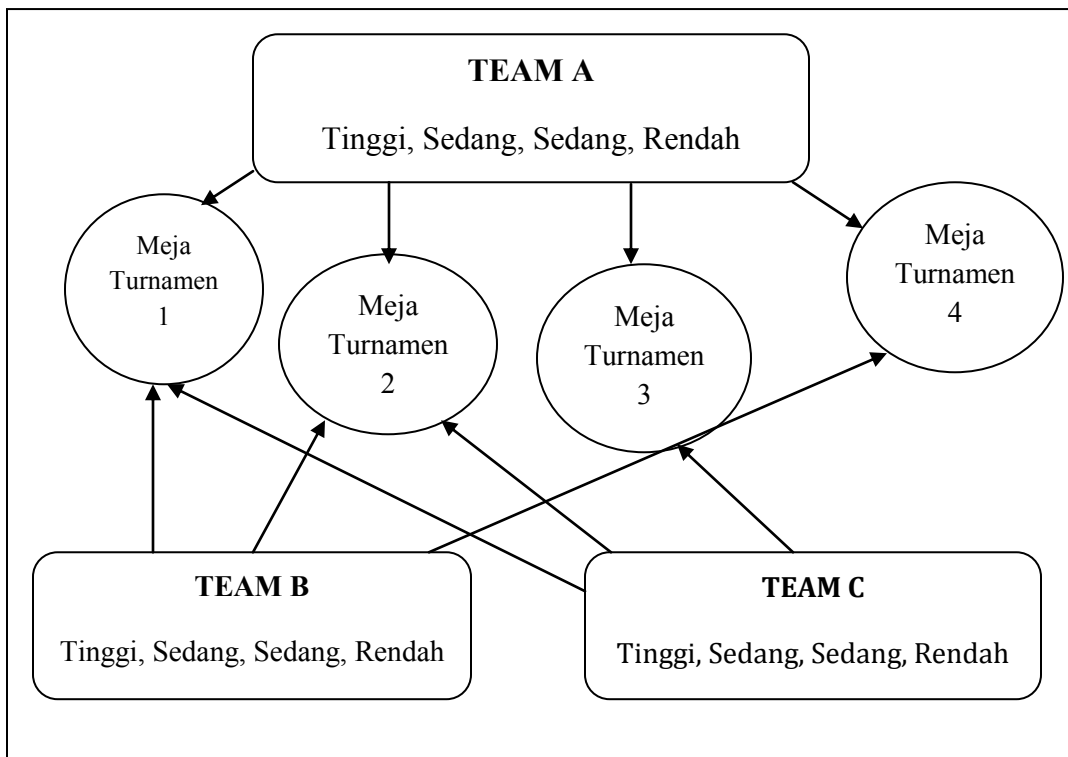 TEAM A
Tinggi, Sedang, Sedang, Rendah
Meja
Turnamen
1
Meja
Turnamen
2
Meja
Turnamen
3
Meja
Turnamen
4
TEAM B
Tinggi, Sedang, Sedang, Rendah
TEAM C
Tinggi, Sedang, Sedang, Rendah